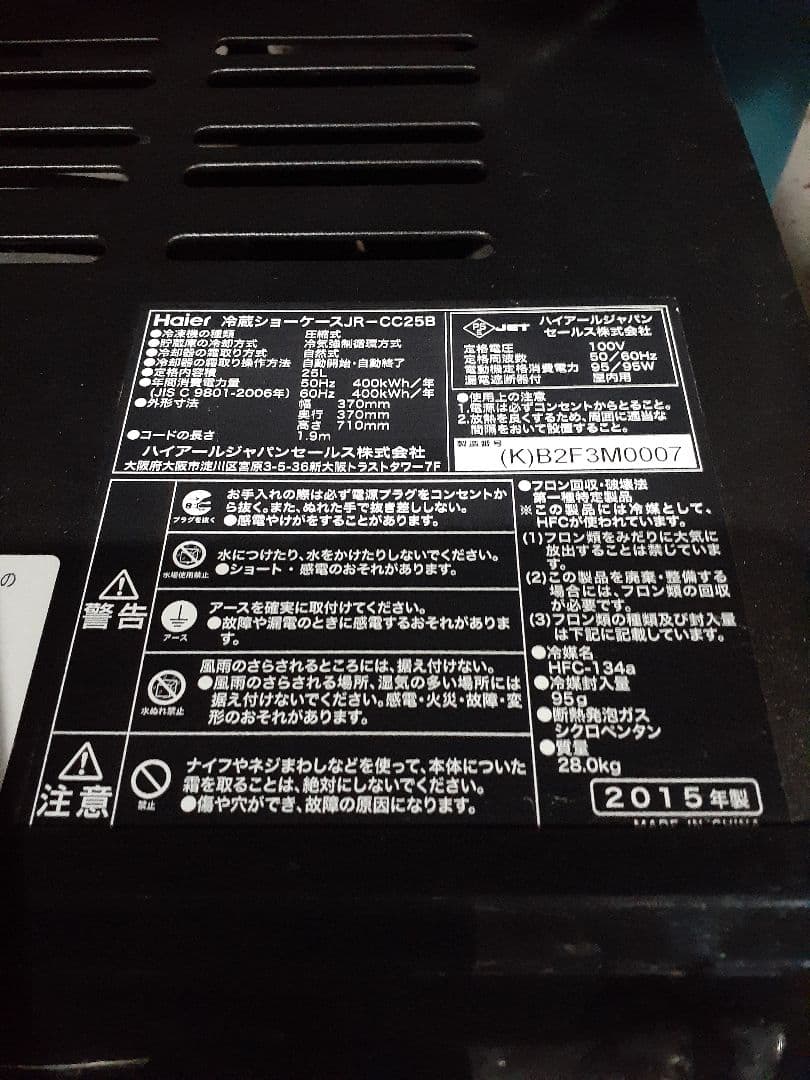 Haier 冷蔵ショーケースJR-CC25B
●冷凍機の種類 圧縮式
●貯蔵庫の冷却方式 冷気強制循環方式
●冷却器の霜取り方式 自然式
●冷却器の霜取り操作方法 自動開始・自動終了
●定格内容積 25L
●年間消費電力量 50Hz 400kWh/年
(JIS C 9801-2006年) 60Hz 400kWh/年
●外形寸法 幅 370mm
奥行 370mm
高さ 710mm
●コードの長さ 1.9m
ハイアールジャパンセールス株式会社
大阪府大阪市淀川区宮原3-5-36新大阪トラストタワー7F
PS
E
JET ハイアールジャパン
セールス株式会社
定格電圧 100V
定格周波数 50/60Hz
電動機定格消費電力 95/95W
漏電遮断器付 屋内用
●使用上の注意
1.電源は必ずコンセントからとること。
2.放熱を良くするため、周囲に適当な
間隔をおいて設置すること。
製造番号
(K)B2F3M0007
警告
プラグを抜く
お手入れの際は必ず電源プラグをコンセントか
ら抜く。また、ぬれた手で抜き差ししない。
●感電やけがをすることがあります。
水場使用禁止
水につけたり、水をかけたりしないでください。
●ショート・感電のおそれがあります。
アース
アースを確実に取付けてください。
●故障や漏電のときに感電するおそれがありま
す。
水ぬれ禁止
風雨のさらされるところには、据え付けない。
●風雨のさらされる場所、湿気の多い場所には
据え付けないでください。感電・火災・故障・変
形のおそれがあります。
注意
禁止
ナイフやネジまわしなどを使って、本体についた
霜を取ることは、絶対にしないでください。
●傷や穴ができ、故障の原因になります。
●フロン回収・破壊法
第一種特定製品
※この製品には冷媒として、
HFCが使われています。
(1)フロン類をみだりに大気に
放出することは禁じていま
す。
(2)この製品を廃棄・整備する
場合には、フロン類の回収
が必要です。
(3)フロン類の種類及び封入量
は下記に記載しています。
●冷媒名
HFC-134a
●冷媒封入量
95g
●断熱発泡ガス
シクロペンタン
●質量
28.0kg
2015年製
MADE IN CHINA
の